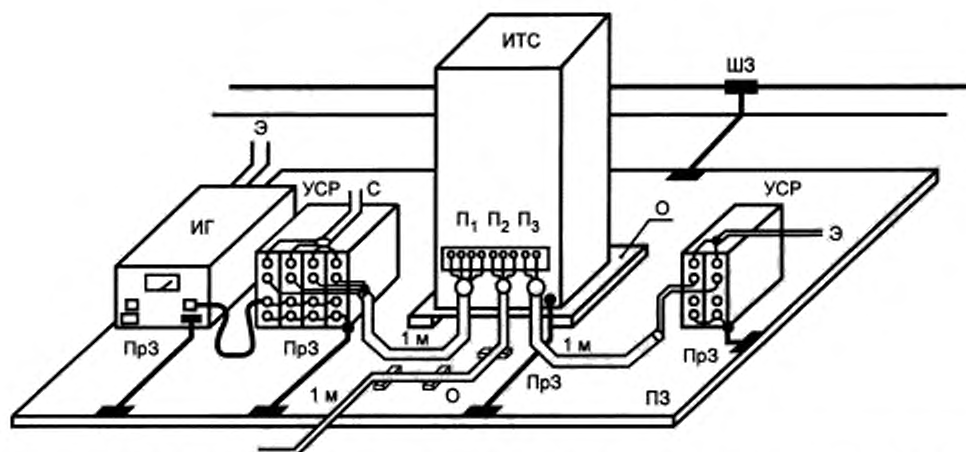 ИТС
ШЗ
Э
УСР С
УСР
ИГ
П₁ П₂ П₃
О
Э
ПрЗ
ПрЗ
1 м
1 м
ПрЗ
ПрЗ
1 м
О
ПЗ